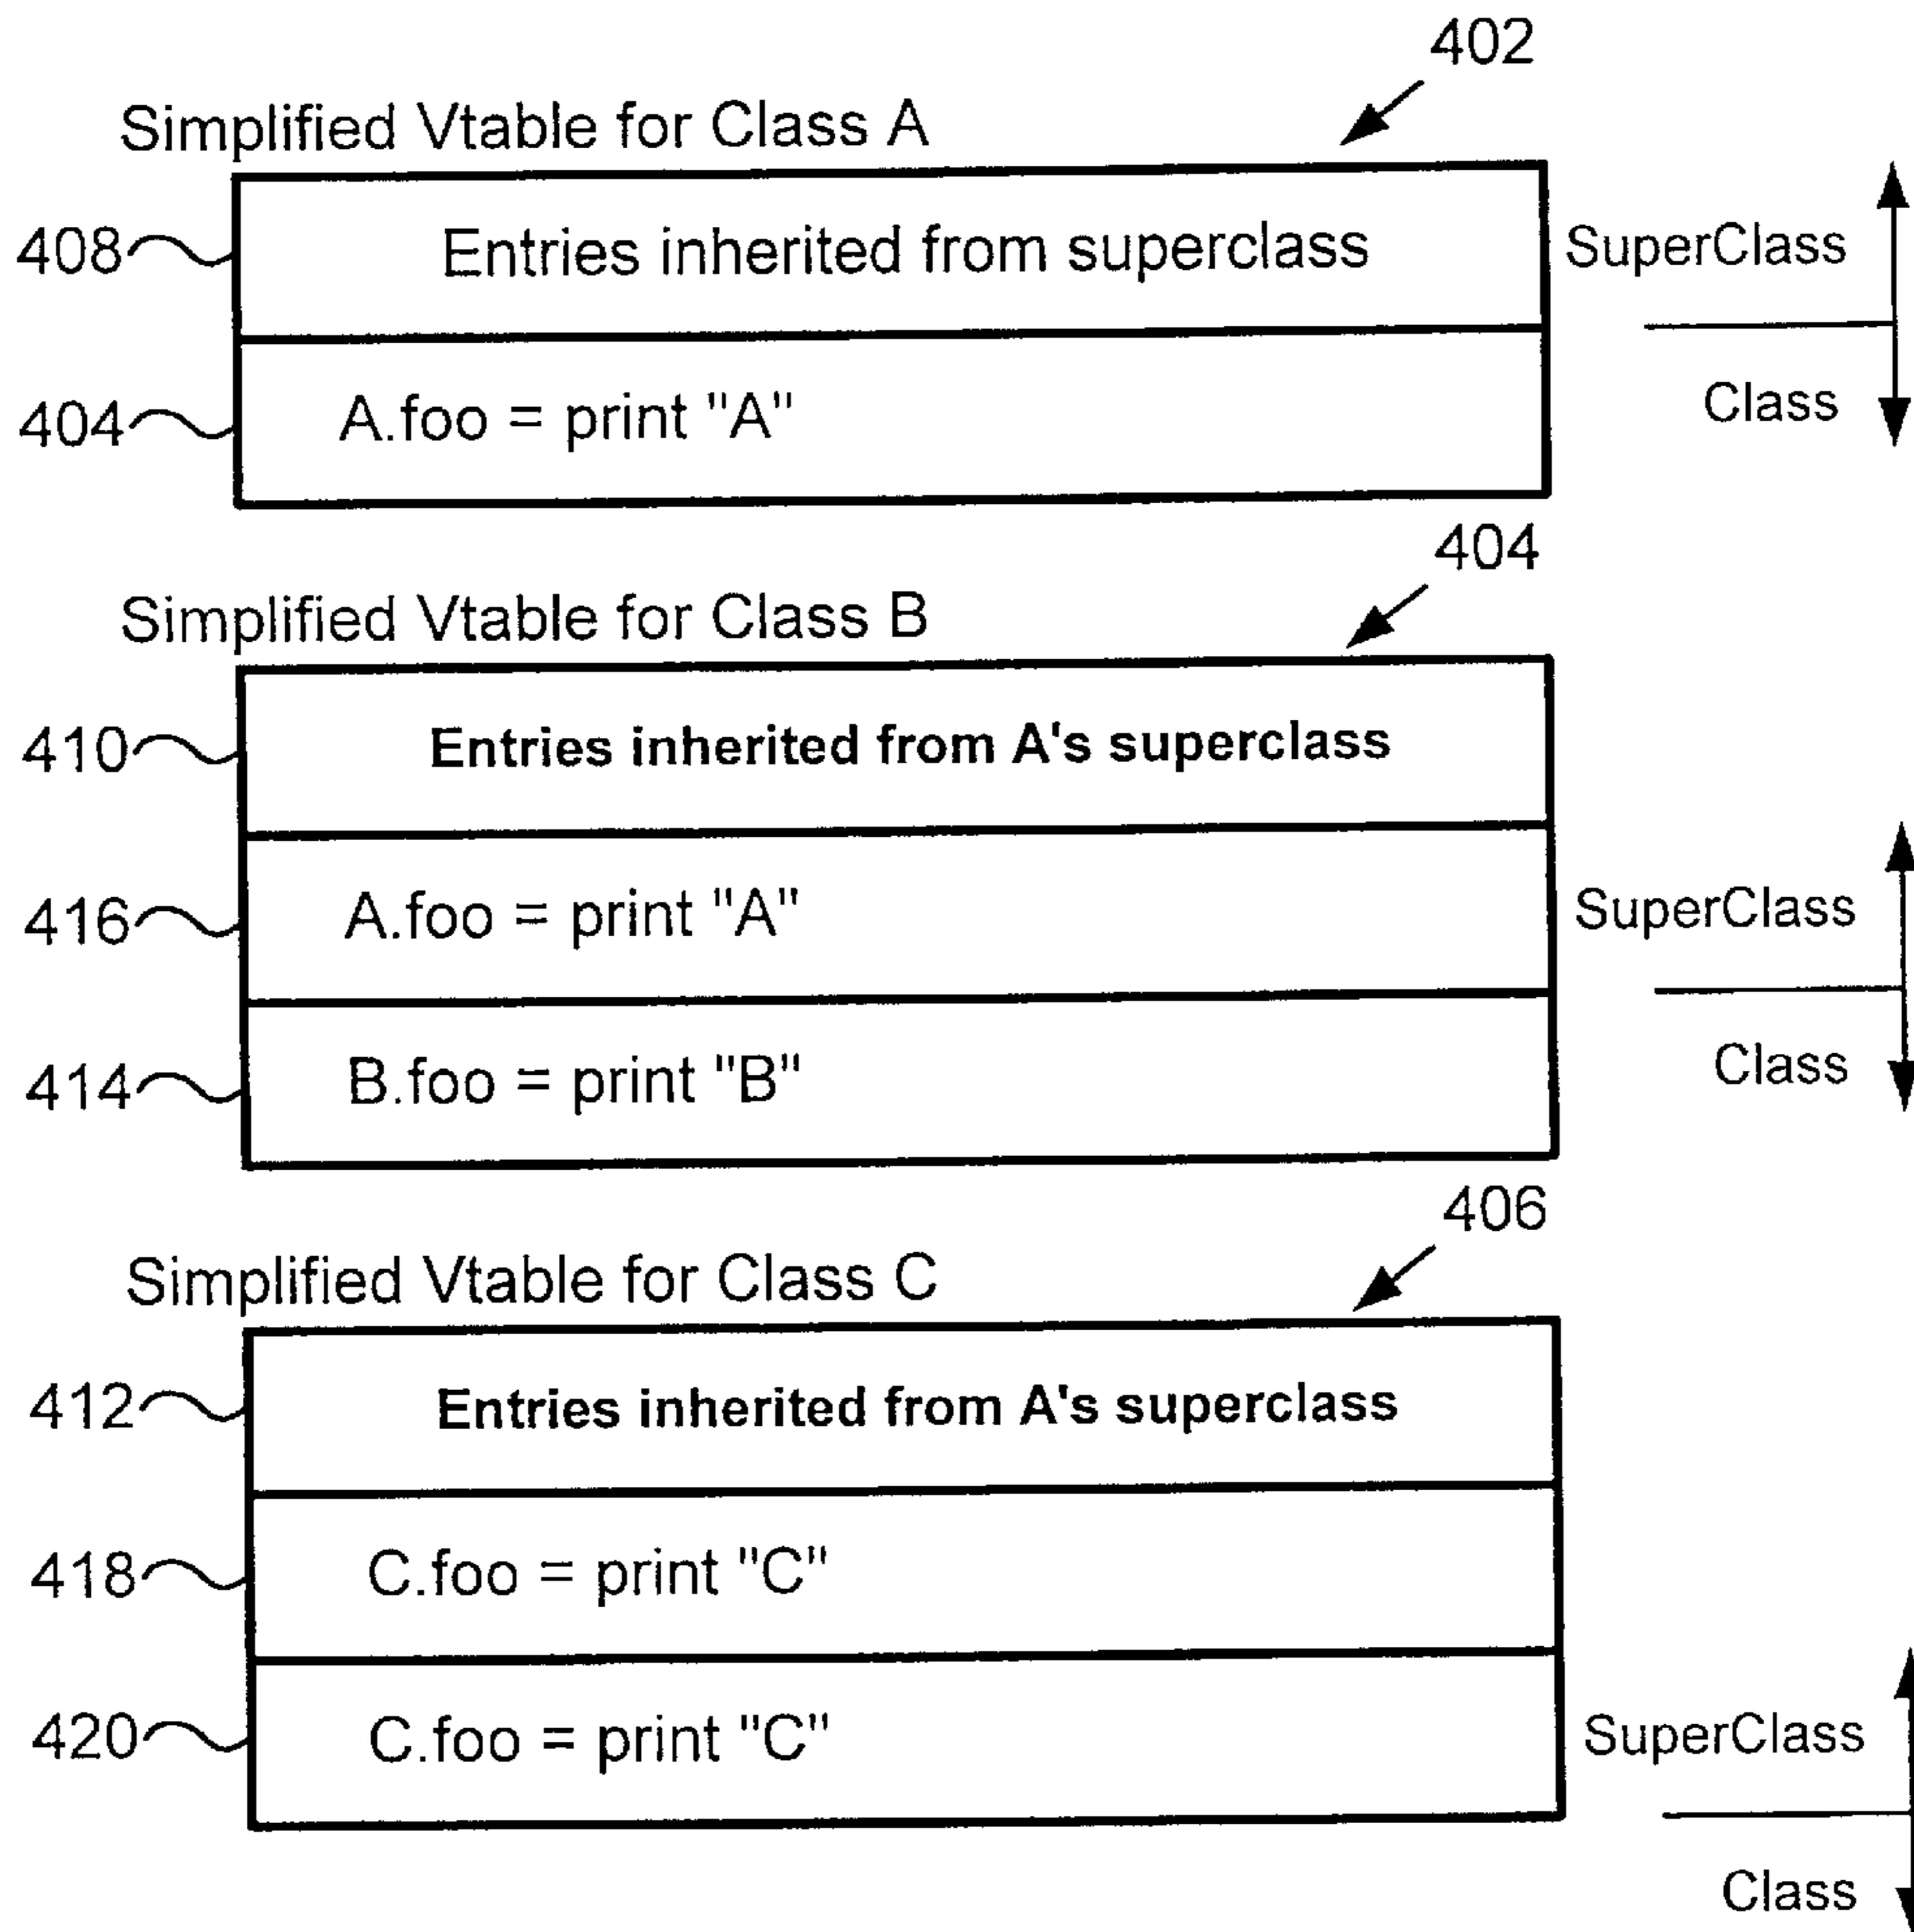 402
Simplified Vtable for Class A
408 Entries inherited from superclass SuperClass
404 A.foo = print "A" Class
404
Simplified Vtable for Class B
410 Entries inherited from A's superclass
416 A.foo = print "A" SuperClass
414 B.foo = print "B" Class
406
Simplified Vtable for Class C
412 Entries inherited from A's superclass
418 C.foo = print "C"
420 C.foo = print "C" SuperClass
Class